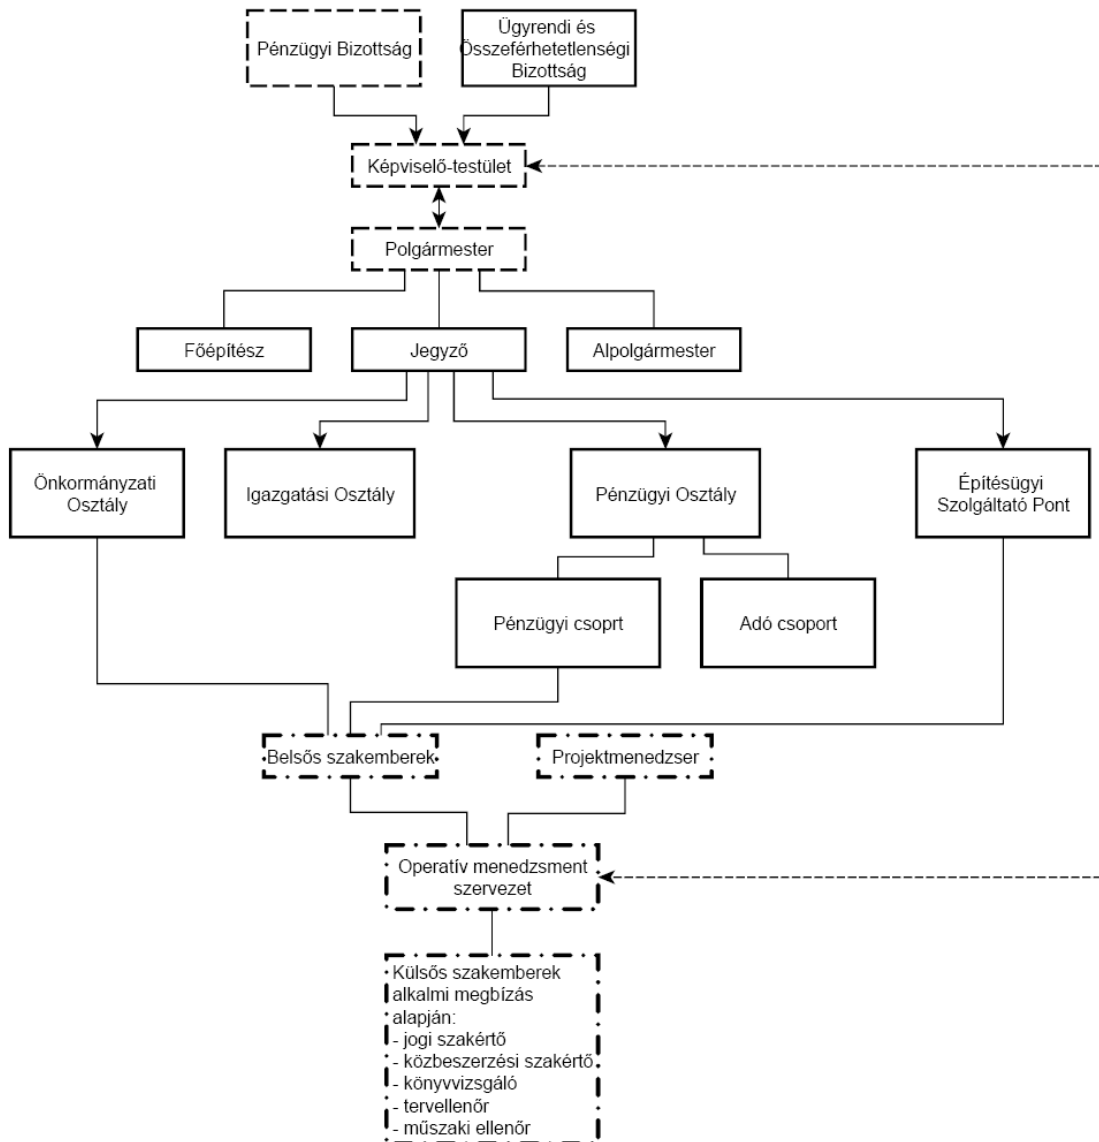 Pénzügyi Bizottság
Ügyrendi és
Összeférhetetlenségi
Bizottság
Képviselő-testület
Polgármester
Főépítész
Jegyző
Alpolgármester
Önkormányzati
Osztály
Igazgatási Osztály
Pénzügyi Osztály
Építésügyi
Szolgáltató Pont
Pénzügyi csoprt
Adó csoport
Belsős szakemberek
Projektmenedzser
Operatív menedzsment
szervezet
Külsős szakemberek
alkalmi megbízás
alapján:
- jogi szakértő
- közbeszerzési szakértő
- könyvvizsgáló
- tervellenőr
- műszaki ellenőr